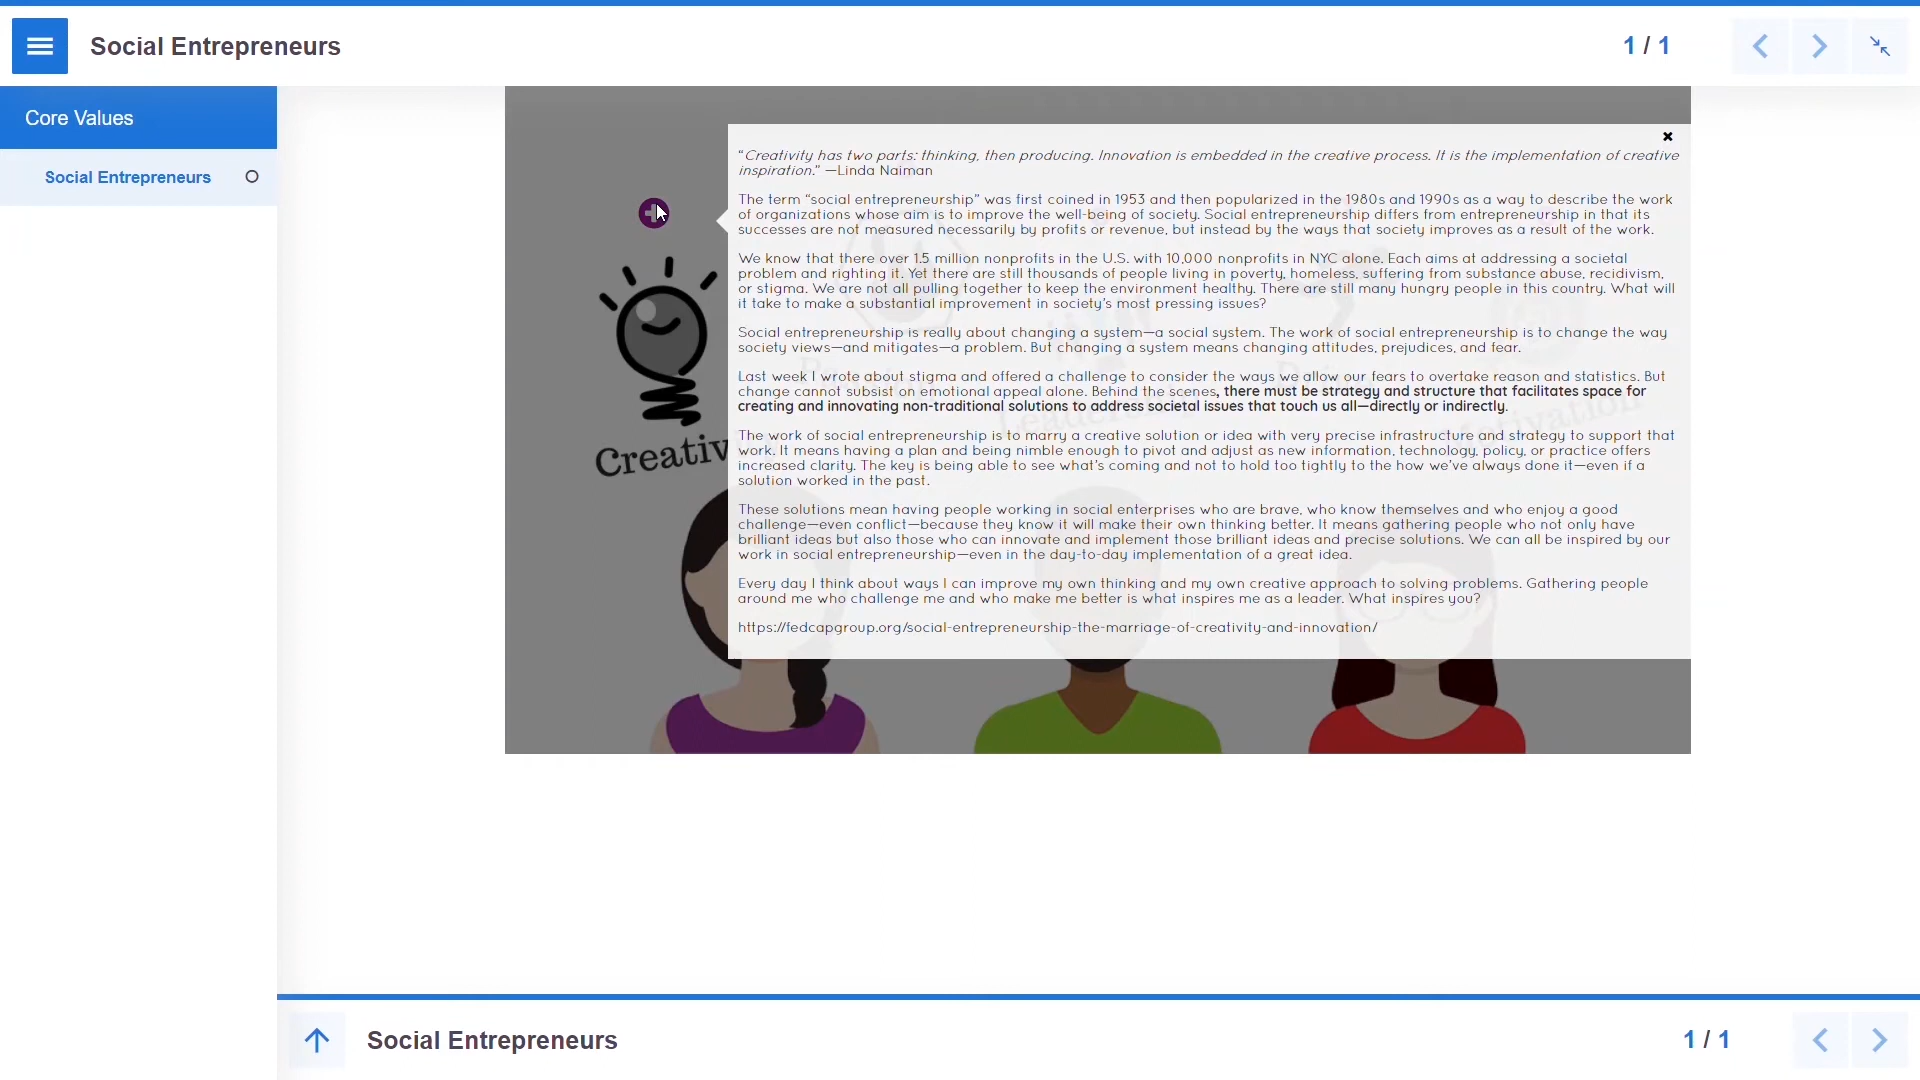 Social Entrepreneurs
1 / 1
Core Values
Social Entrepreneurs
“Creativity has two parts: thinking, then producing. Innovation is embedded in the creative process. It is the implementation of creative
inspiration.” —Linda Naiman
The term “social entrepreneurship” was first coined in 1953 and then popularized in the 1980s and 1990s as a way to describe the work
of organizations whose aim is to improve the well-being of society. Social entrepreneurship differs from entrepreneurship in that its
successes are not measured necessarily by profits or revenue, but instead by the ways that society improves as a result of the work.
We know that there over 1.5 million nonprofits in the U.S. with 10,000 nonprofits in NYC alone. Each aims at addressing a societal
problem and righting it. Yet there are still thousands of people living in poverty, homeless, suffering from substance abuse, recidivism,
or stigma. We are not all pulling together to keep the environment healthy. There are still many hungry people in this country. What will
it take to make a substantial improvement in society’s most pressing issues?
Social entrepreneurship is really about changing a system—a social system. The work of social entrepreneurship is to change the way
society views—and mitigates—a problem. But changing a system means changing attitudes, prejudices, and fear.
Last week I wrote about stigma and offered a challenge to consider the ways we allow our fears to overtake reason and statistics. But
change cannot subsist on emotional appeal alone. Behind the scenes, there must be strategy and structure that facilitates space for
creating and innovating non-traditional solutions to address societal issues that touch us all—directly or indirectly.
The work of social entrepreneurship is to marry a creative solution or idea with very precise infrastructure and strategy to support that
work. It means having a plan and being nimble enough to pivot and adjust as new information, technology, policy, or practice offers
increased clarity. The key is being able to see what’s coming and not to hold too tightly to the how we’ve always done it—even if a
solution worked in the past.
These solutions mean having people working in social enterprises who are brave, who know themselves and who enjoy a good
challenge—even conflict—because they know it will make their own thinking better. It means gathering people who not only have
brilliant ideas but also those who can innovate and implement those brilliant ideas and precise solutions. We can all be inspired by our
work in social entrepreneurship—even in the day-to-day implementation of a great idea.
Every day I think about ways I can improve my own thinking and my own creative approach to solving problems. Gathering people
around me who challenge me and who make me better is what inspires me as a leader. What inspires you?
https://fedcapgroup.org/social-entrepreneurship-the-marriage-of-creativity-and-innovation/
Creativity
Leadership
Motivation
Social Entrepreneurs
1 / 1